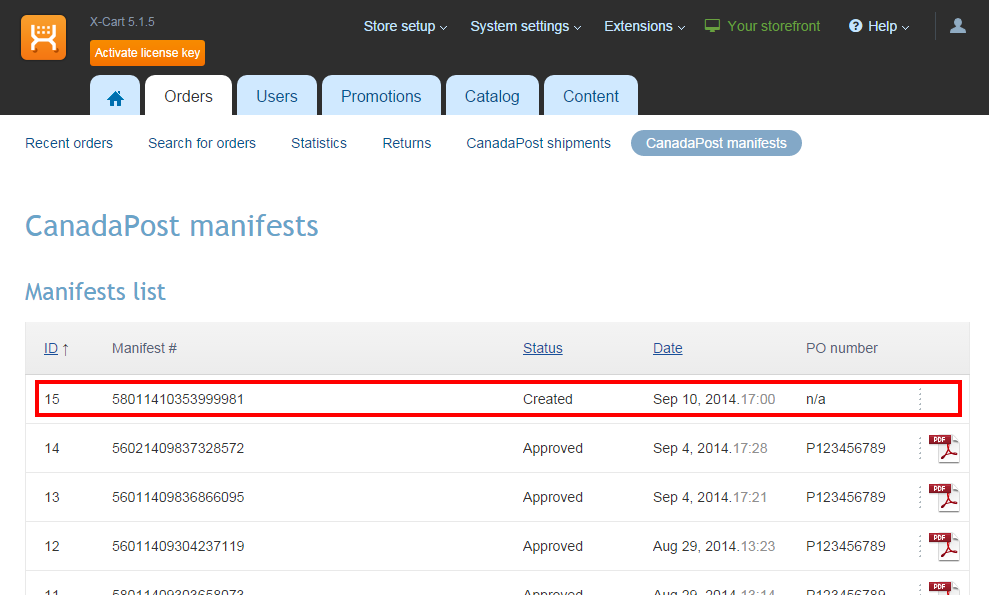 X-Cart 5.1.5
Activate license key
Store setup System settings Extensions Your storefront ? Help
Orders Users Promotions Catalog Content
Recent orders Search for orders Statistics Returns CanadaPost shipments CanadaPost manifests
CanadaPost manifests
Manifests list
ID ↑ Manifest # Status Date PO number
15 58011410353999981 Created Sep 10, 2014.17:00 n/a
14 56021409837328572 Approved Sep 4, 2014.17:28 P123456789 PDF
13 56011409836866095 Approved Sep 4, 2014.17:21 P123456789 PDF
12 56011409304237119 Approved Aug 29, 2014.13:23 P123456789 PDF
11 58011409303658073 Approved Aug 29, 2014.13:14 P123456789 PDF